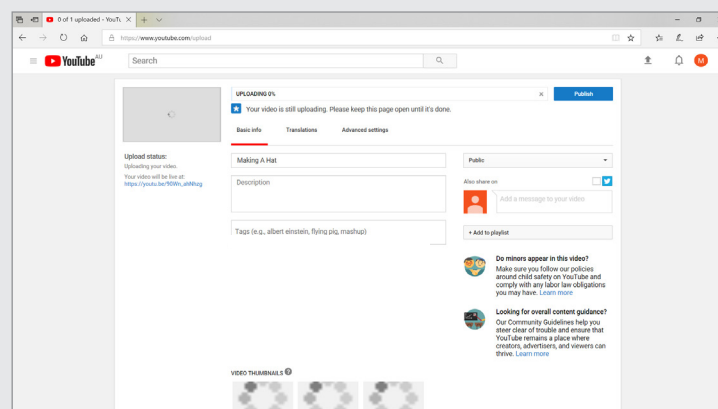 0 of 1 uploaded - YouTu
https://www.youtube.com/upload
YouTube AU
Search
M
UPLOADING 0%
Publish
Your video is still uploading. Please keep this page open until it's done.
Basic info
Translations
Advanced settings
Upload status:
Uploading your video.
Your video will be live at:
Making A Hat
Public
Description
Also share on
Add a message to your video
Tags (e.g., albert einstein, flying pig, mashup)
+ Add to playlist
Do minors appear in this video?
Make sure you follow our policies
around child safety on YouTube and
comply with any labor law obligations
you may have. Learn more
Looking for overall content guidance?
Our Community Guidelines help you
steer clear of trouble and ensure that
YouTube remains a place where
creators, advertisers, and viewers can
thrive. Learn more
VIDEO THUMBNAILS